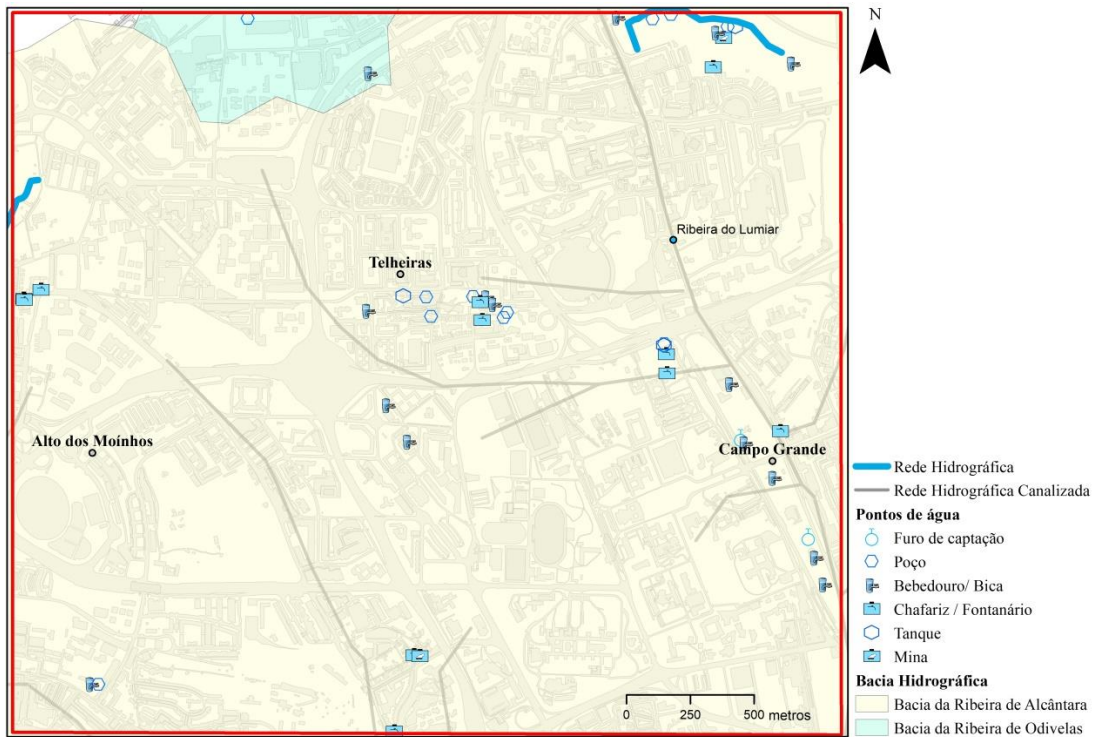 N
Ribeira do Lumiar
Telheiras
Alto dos Moínhos
Campo Grande
0 250 500 metros
Rede Hidrográfica
Rede Hidrográfica Canalizada
Pontos de água
Furo de captação
Poço
Bebedouro/ Bica
Chafariz / Fontanário
Tanque
Mina
Bacia Hidrográfica
Bacia da Ribeira de Alcântara
Bacia da Ribeira de Odivelas